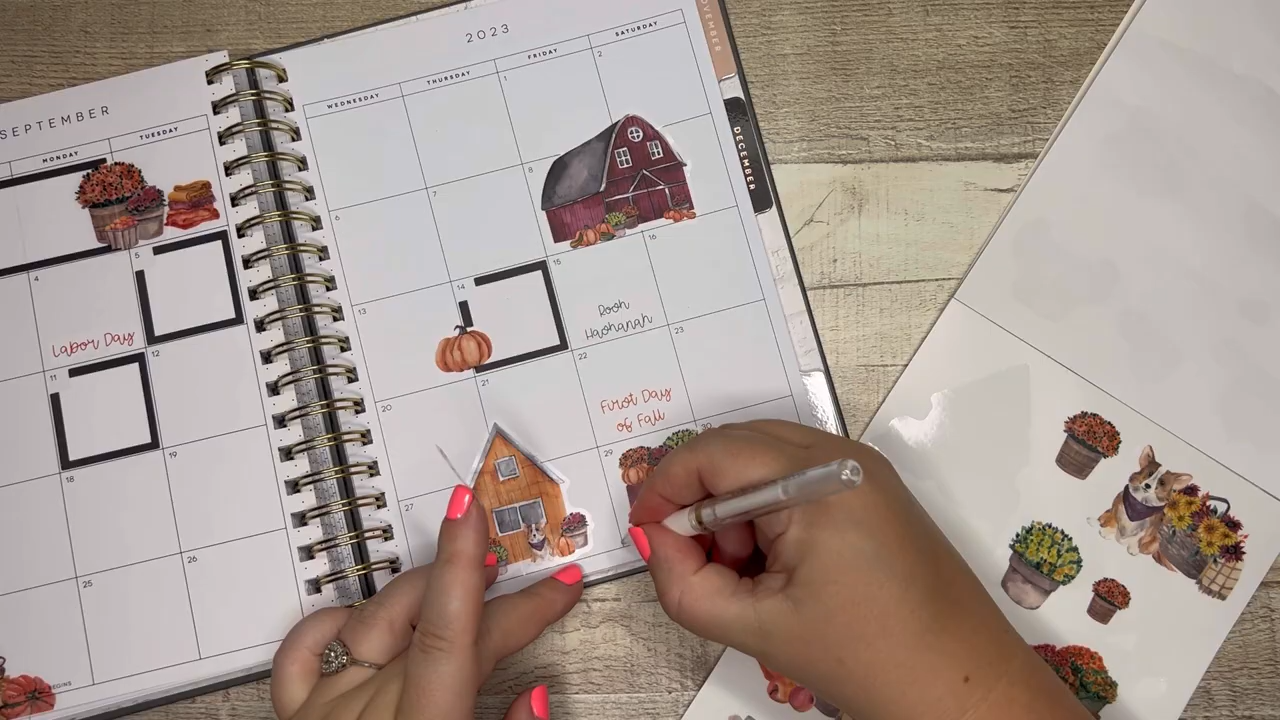 SEPTEMBER
MONDAY
TUESDAY
4
5
Labor Day
11
12
18
19
25
26
2023
WEDNESDAY
THURSDAY
FRIDAY
SATURDAY
1
2
6
7
8
13
14
15
16
Rosh
Hashanah
20
21
22
23
First Day
of Fall
27
29
30
DECEMBER